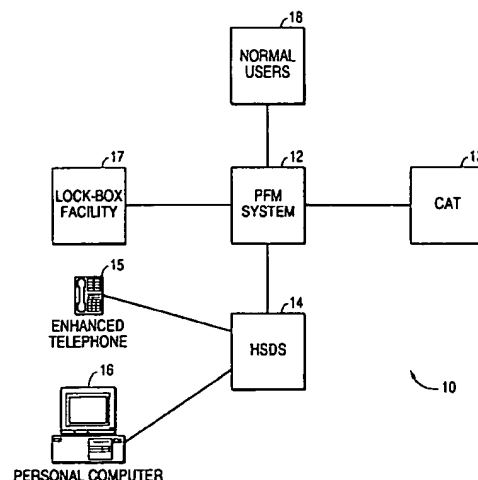 18
NORMAL
USERS
17
LOCK-BOX
FACILITY
12
PFM
SYSTEM
CAT
15
ENHANCED
TELEPHONE
14
HSDS
16
10
PERSONAL COMPUTER